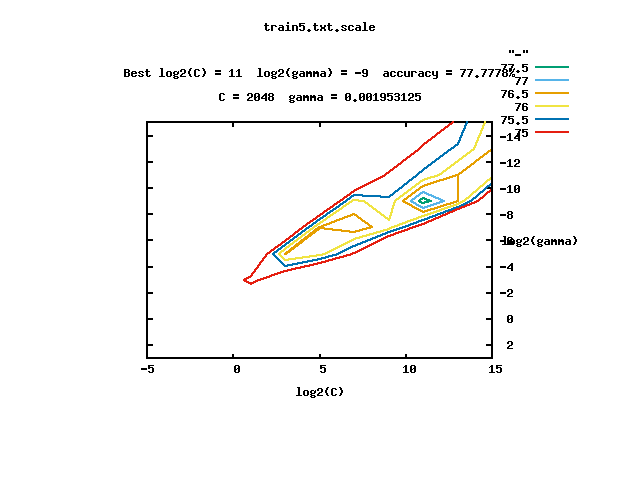 train5.txt.scale
"-"
Best log2(C) = 11  log2(gamma) = -9  accuracy = 77.7778%
77.5
77
76.5
76
75.5
75
C = 2048  gamma = 0.001953125
-14
-12
-10
-8
-6
-4
-2
0
2
log2(gamma)
-5 0 5 10 15
log2(C)